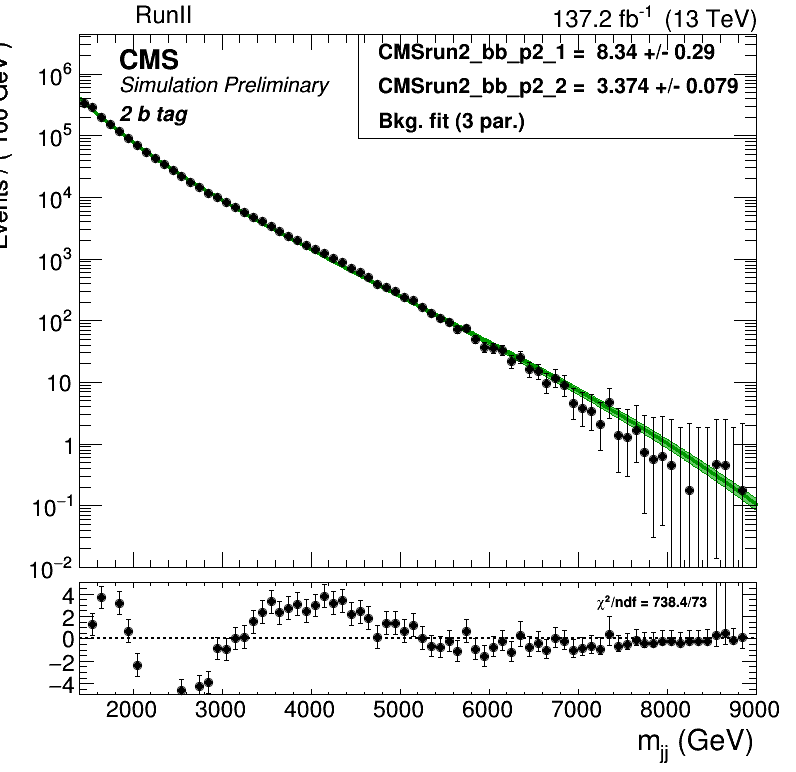 RunII
137.2 fb⁻¹ (13 TeV)
CMS
Simulation Preliminary
2 b tag
CMSrun2_bb_p2_1 = 8.34 +/- 0.29
CMSrun2_bb_p2_2 = 3.374 +/- 0.079
Bkg. fit (3 par.)
10⁶
10⁵
10⁴
10³
10²
10
1
10⁻¹
10⁻²
χ²/ndf = 738.4/73
4
2
0
−2
−4
2000 3000 4000 5000 6000 7000 8000 9000
m_jj (GeV)